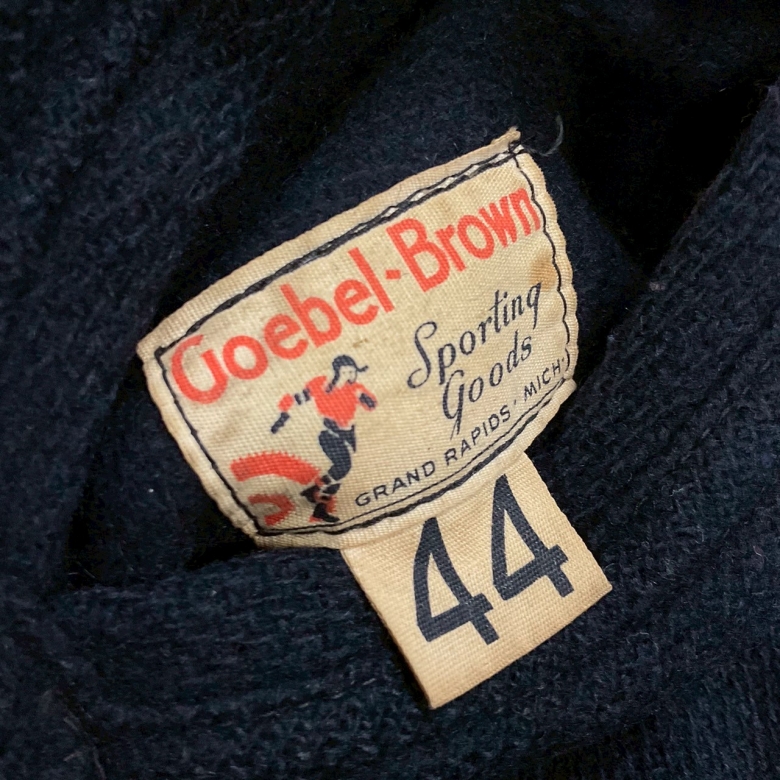 Goebel-Brown
Sporting
Goods
GRAND RAPIDS, MICH.
44